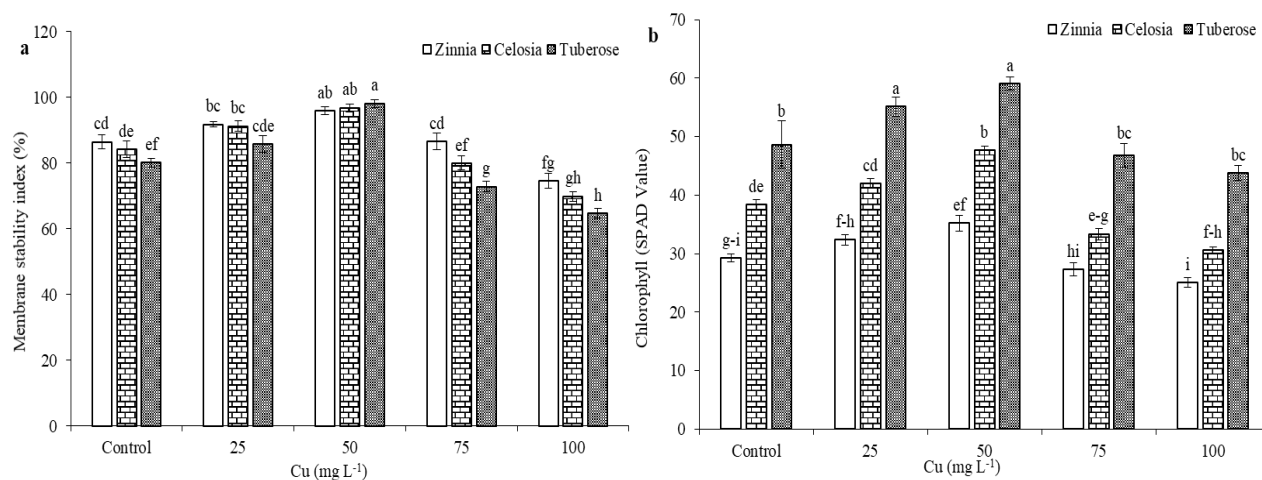 a
Zinnia Celosia Tuberose
Membrane stability index (%)
120
100
80
60
40
20
0
cd de ef
bc bc cde
ab ab a
cd ef g
fg gh h
Control 25 50 75 100
Cu (mg L-1)
b
Zinnia Celosia Tuberose
Chlorophyll (SPAD Value)
70
60
50
40
30
20
10
0
g-i de b
f-h cd a
ef b a
hi e-g bc
i f-h bc
Control 25 50 75 100
Cu (mg L-1)